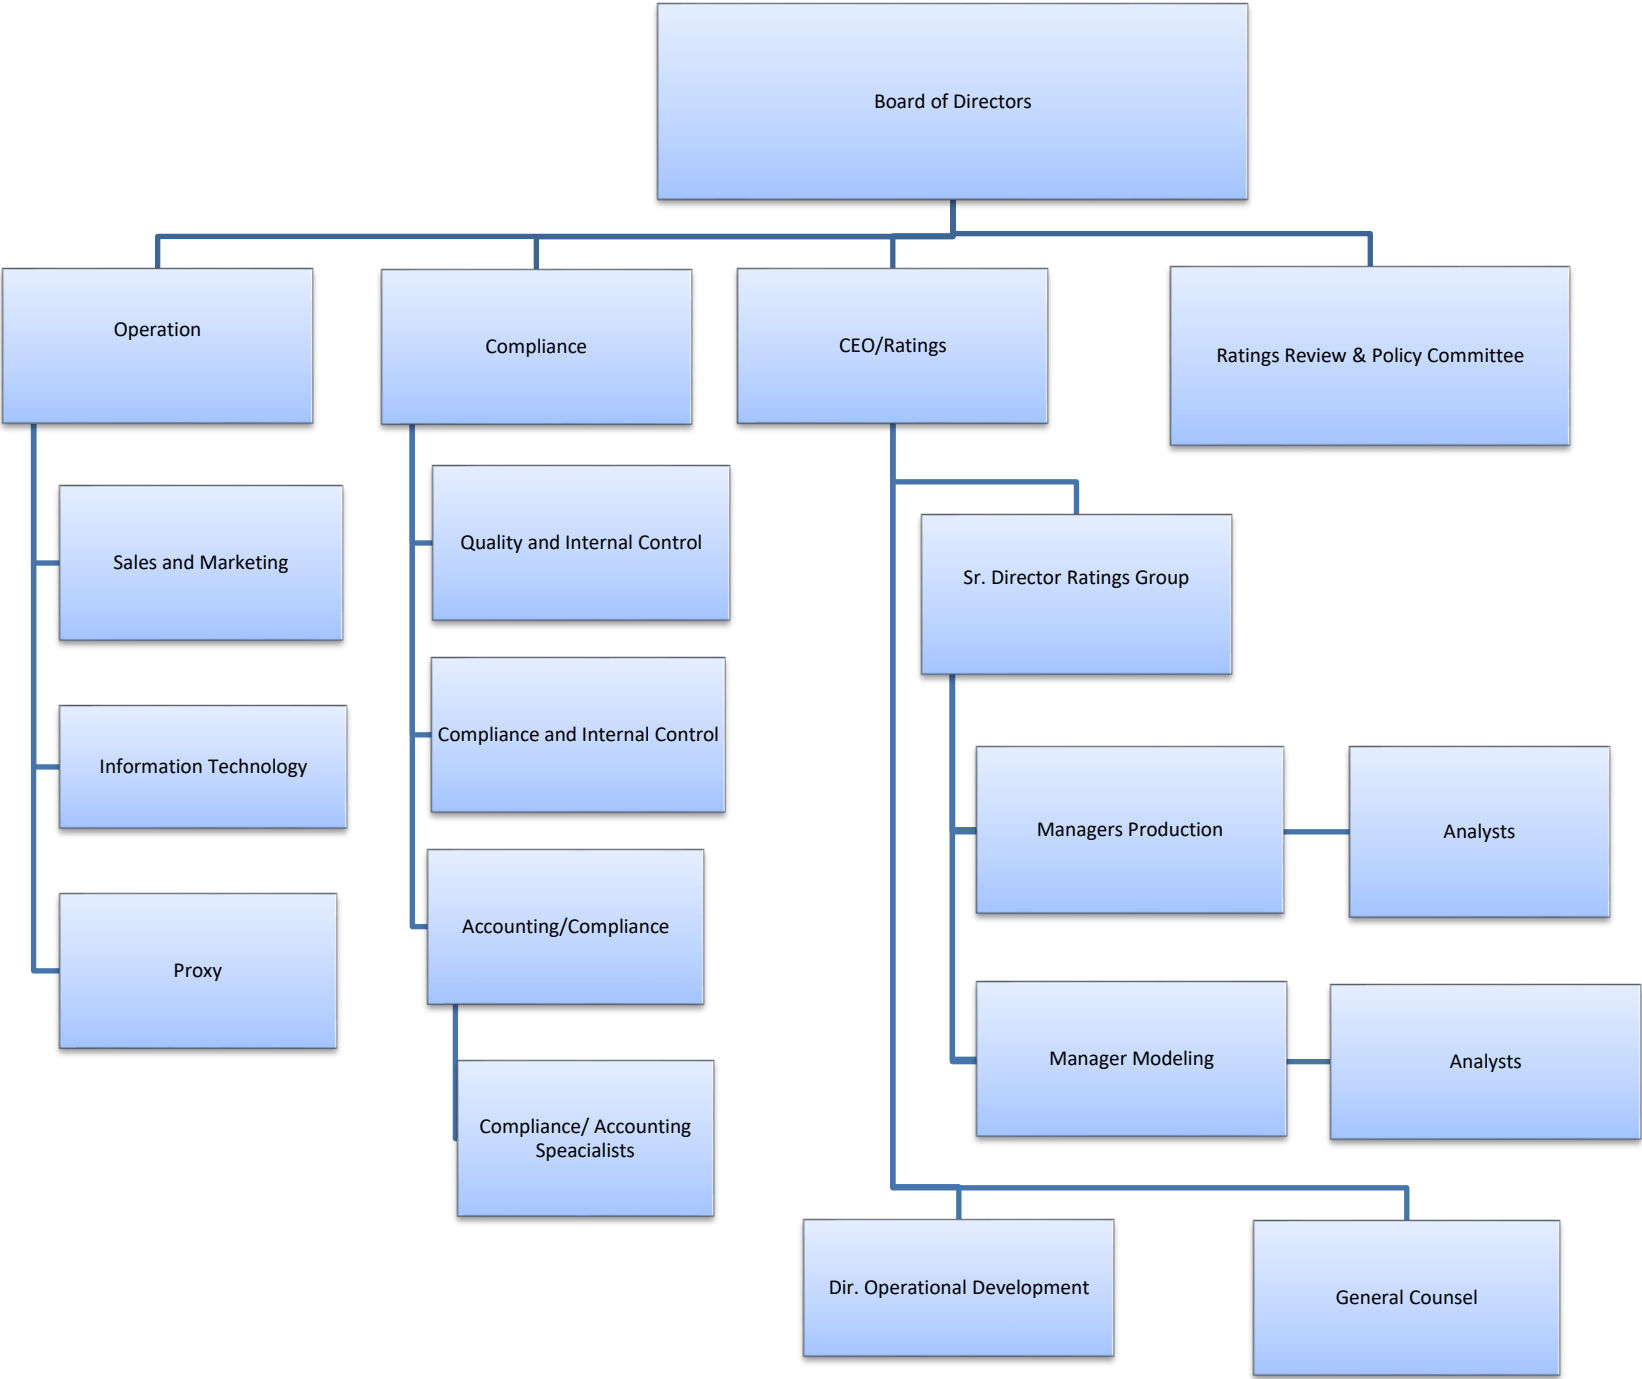 Board of Directors
Operation
Compliance
CEO/Ratings
Ratings Review & Policy Committee
Sales and Marketing
Quality and Internal Control
Sr. Director Ratings Group
Information Technology
Compliance and Internal Control
Managers Production
Analysts
Proxy
Accounting/Compliance
Manager Modeling
Analysts
Compliance/ Accounting
Speacialists
Dir. Operational Development
General Counsel